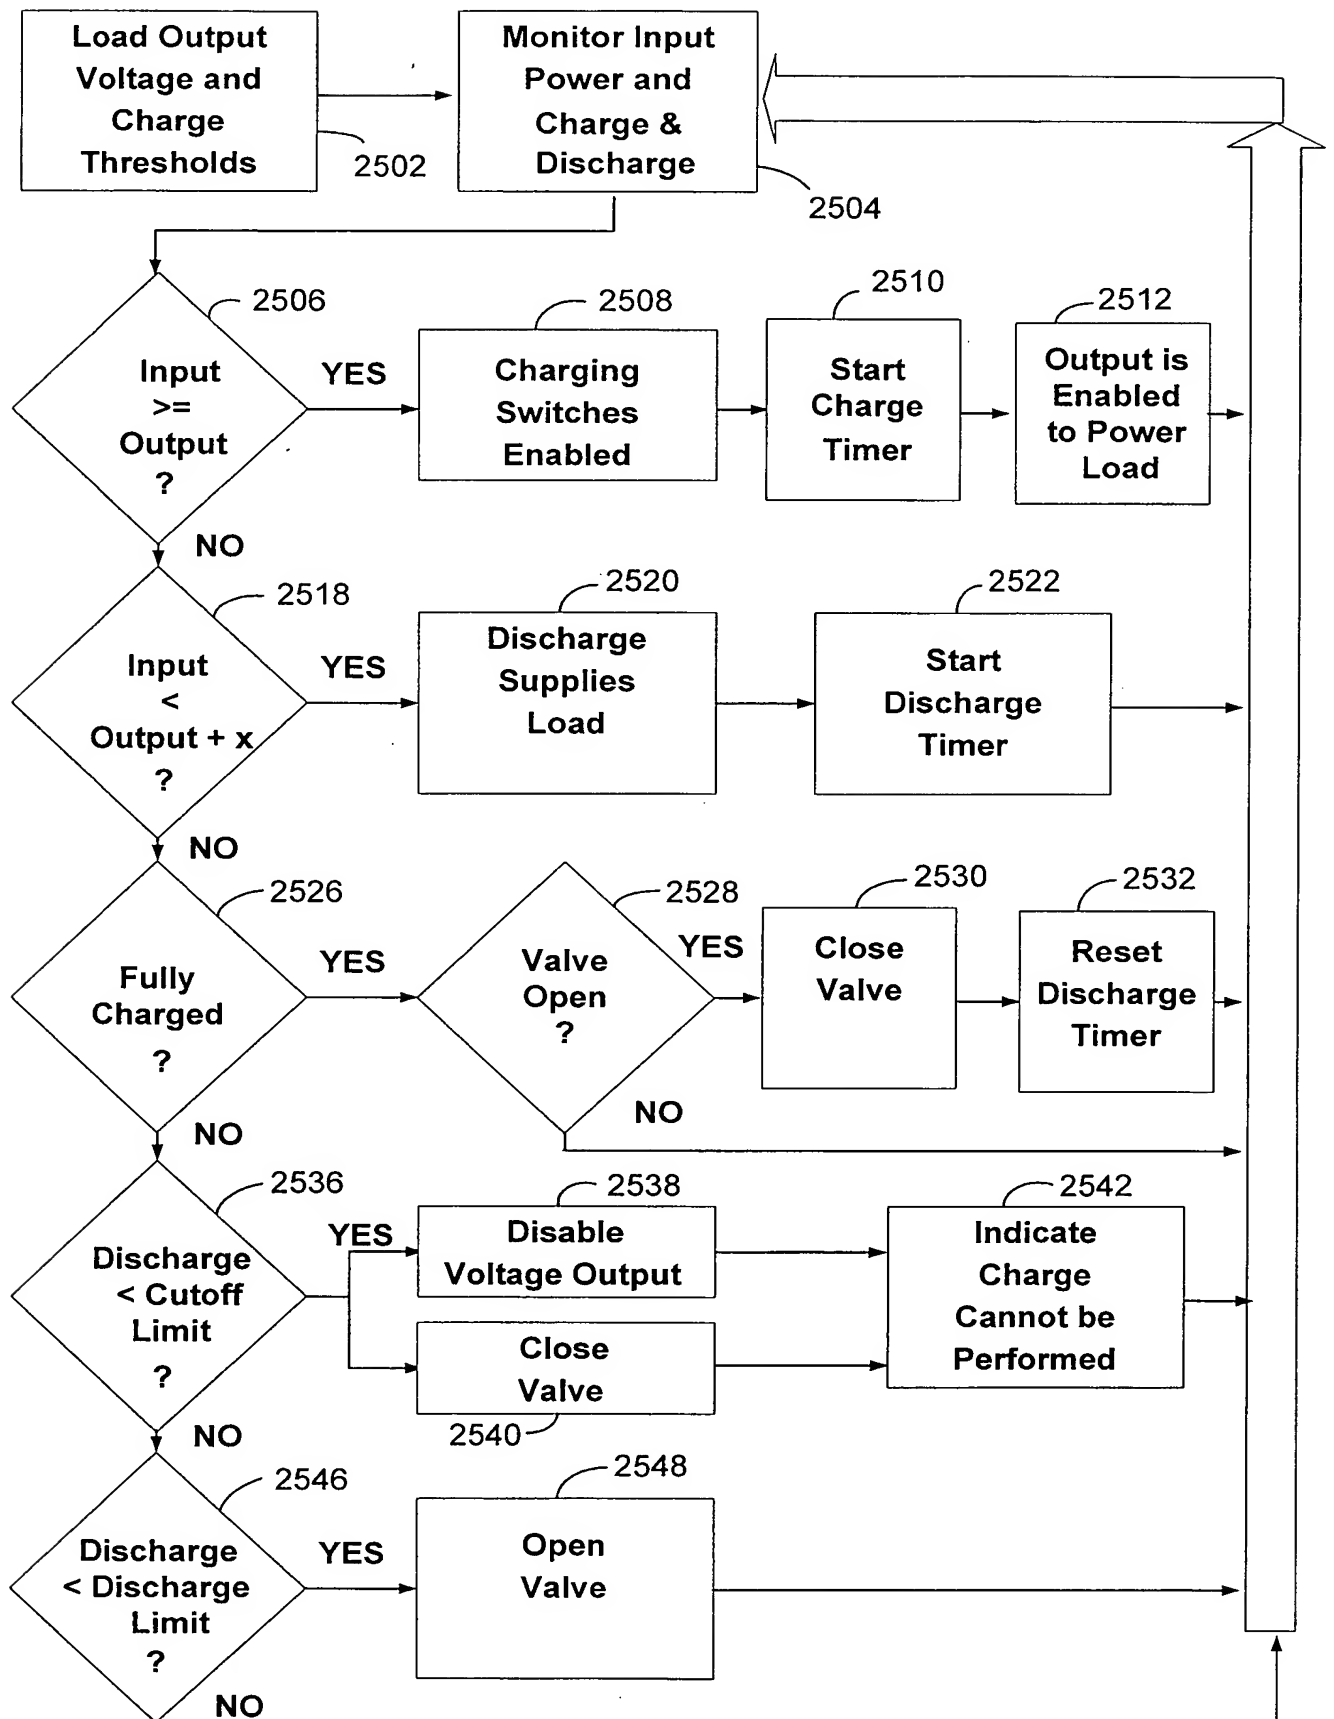 Load Output
Voltage and
Charge
Thresholds
2502
Monitor Input
Power and
Charge &
Discharge
2504
2506
Input
>=
Output
?
YES
NO
2508
Charging
Switches
Enabled
2510
Start
Charge
Timer
2512
Output is
Enabled
to Power
Load
2518
Input
<
Output + x
?
YES
NO
2520
Discharge
Supplies
Load
2522
Start
Discharge
Timer
2526
Fully
Charged
?
YES
NO
2528
Valve
Open
?
YES
NO
2530
Close
Valve
2532
Reset
Discharge
Timer
2536
Discharge
< Cutoff
Limit
?
YES
NO
2538
Disable
Voltage Output
Close
Valve
2540
2542
Indicate
Charge
Cannot be
Performed
2546
Discharge
< Discharge
Limit
?
YES
NO
2548
Open
Valve